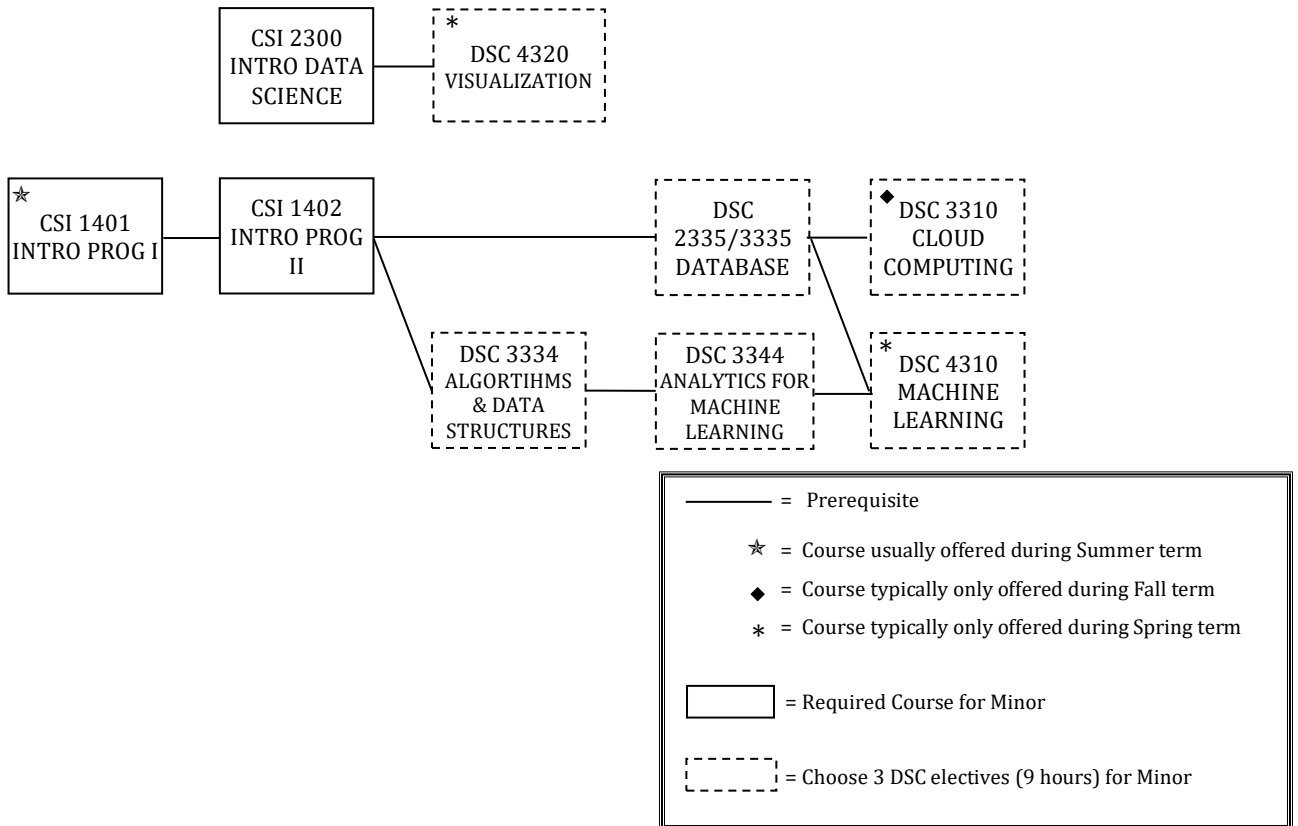 CSI 2300
INTRO DATA
SCIENCE
*
DSC 4320
VISUALIZATION
✯
CSI 1401
INTRO PROG I
CSI 1402
INTRO PROG
II
DSC
2335/3335
DATABASE
◆
DSC 3310
CLOUD
COMPUTING
DSC 3334
ALGORTIHMS
& DATA
STRUCTURES
DSC 3344
ANALYTICS FOR
MACHINE
LEARNING
*
DSC 4310
MACHINE
LEARNING
= Prerequisite
✯ = Course usually offered during Summer term
◆ = Course typically only offered during Fall term
* = Course typically only offered during Spring term
= Required Course for Minor
= Choose 3 DSC electives (9 hours) for Minor